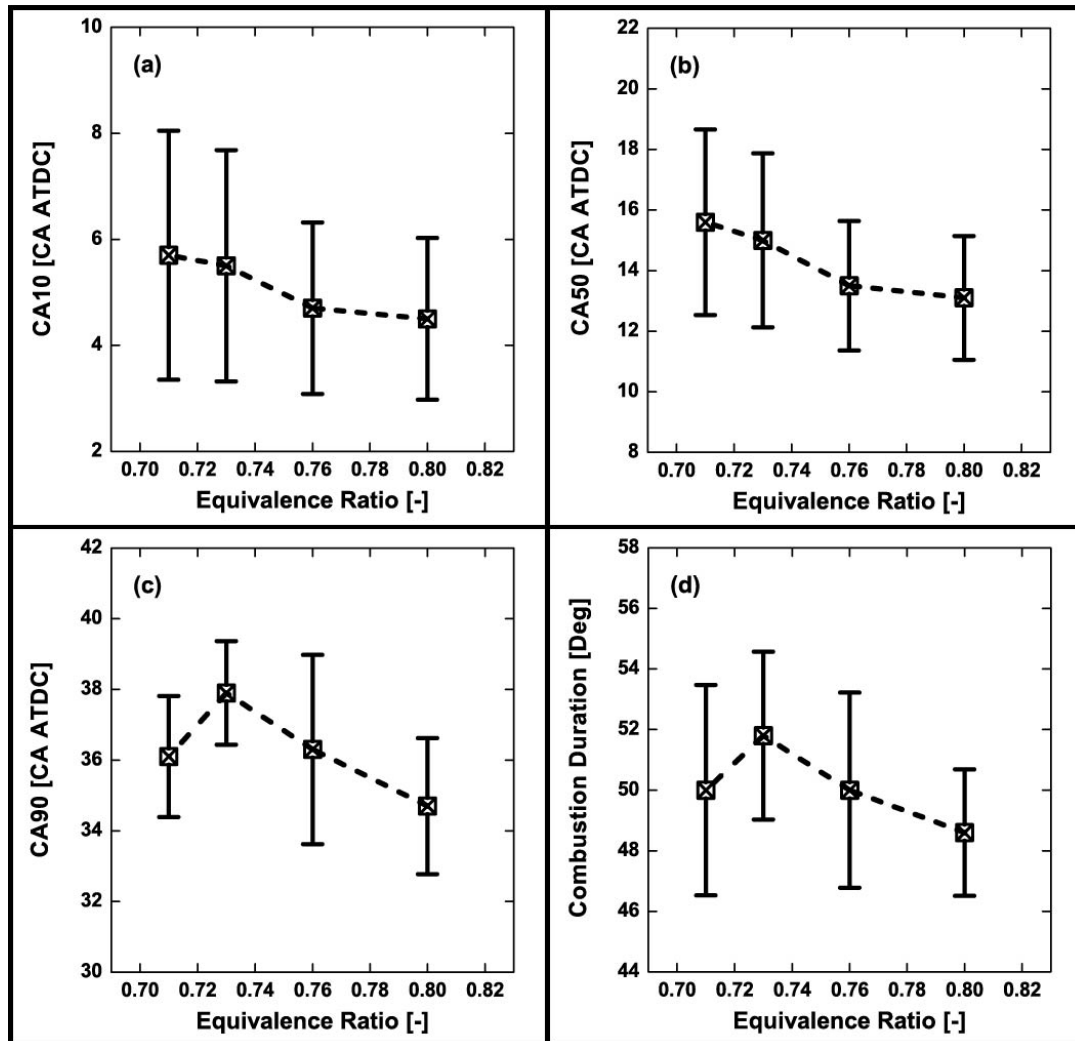 (a)
CA10 [CA ATDC]
10
8
6
4
2
0.70 0.72 0.74 0.76 0.78 0.80 0.82
Equivalence Ratio [-]
(b)
CA50 [CA ATDC]
22
20
18
16
14
12
10
8
0.70 0.72 0.74 0.76 0.78 0.80 0.82
Equivalence Ratio [-]
(c)
CA90 [CA ATDC]
42
40
38
36
34
32
30
0.70 0.72 0.74 0.76 0.78 0.80 0.82
Equivalence Ratio [-]
(d)
Combustion Duration [Deg]
58
56
54
52
50
48
46
44
0.70 0.72 0.74 0.76 0.78 0.80 0.82
Equivalence Ratio [-]